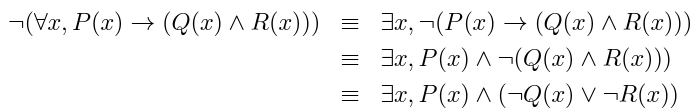 ¬(∀x, P(x) → (Q(x) ∧ R(x))) ≡ ∃x, ¬(P(x) → (Q(x) ∧ R(x)))
≡ ∃x, P(x) ∧ ¬(Q(x) ∧ R(x)))
≡ ∃x, P(x) ∧ (¬Q(x) ∨ ¬R(x))